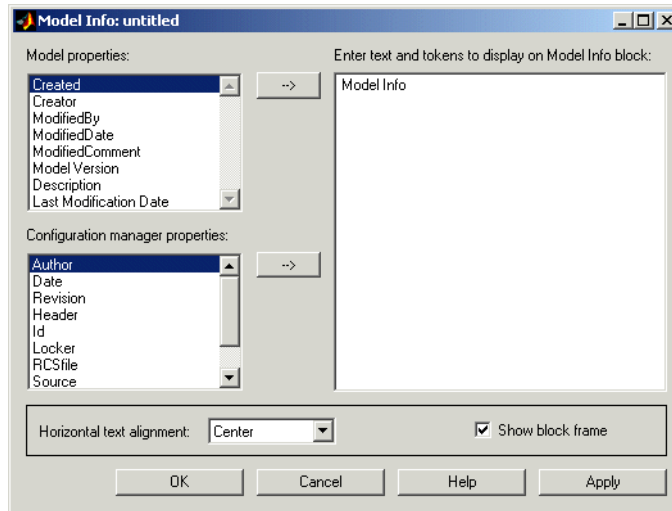 Model Info: untitled
Model properties:
Created
Creator
ModifiedBy
ModifiedDate
ModifiedComment
Model Version
Description
Last Modification Date
-->
Enter text and tokens to display on Model Info block:
Model Info
Configuration manager properties:
Author
Date
Revision
Header
Id
Locker
RCSfile
Source
-->
Horizontal text alignment: Center
Show block frame
OK Cancel Help Apply